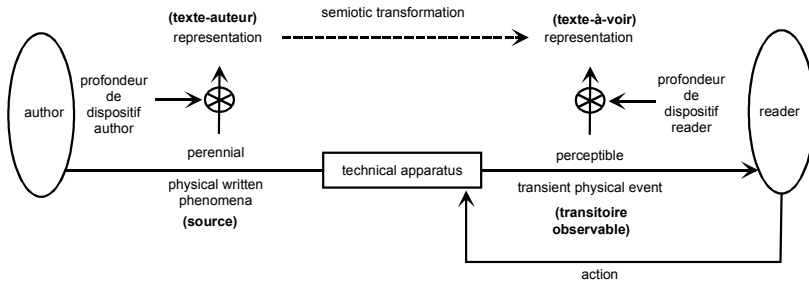 (texte-auteur)
representation
semiotic transformation
(texte-à-voir)
representation
author
profondeur
de
dispositif
author
profondeur
de
dispositif
reader
reader
perennial
technical apparatus
perceptible
physical written
phenomena
(source)
transient physical event
(transitoire
observable)
action